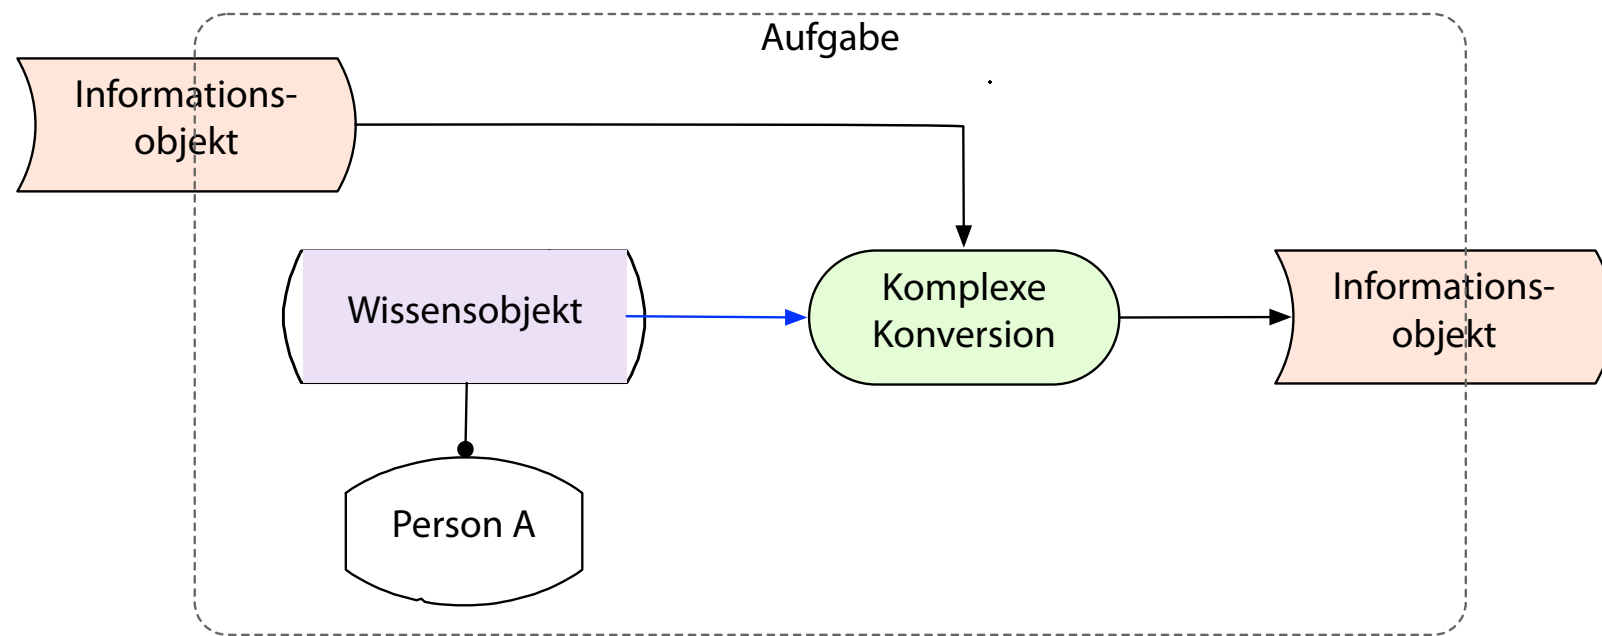 Aufgabe
Informations-
objekt
Wissensobjekt
Komplexe
Konversion
Informations-
objekt
Person A